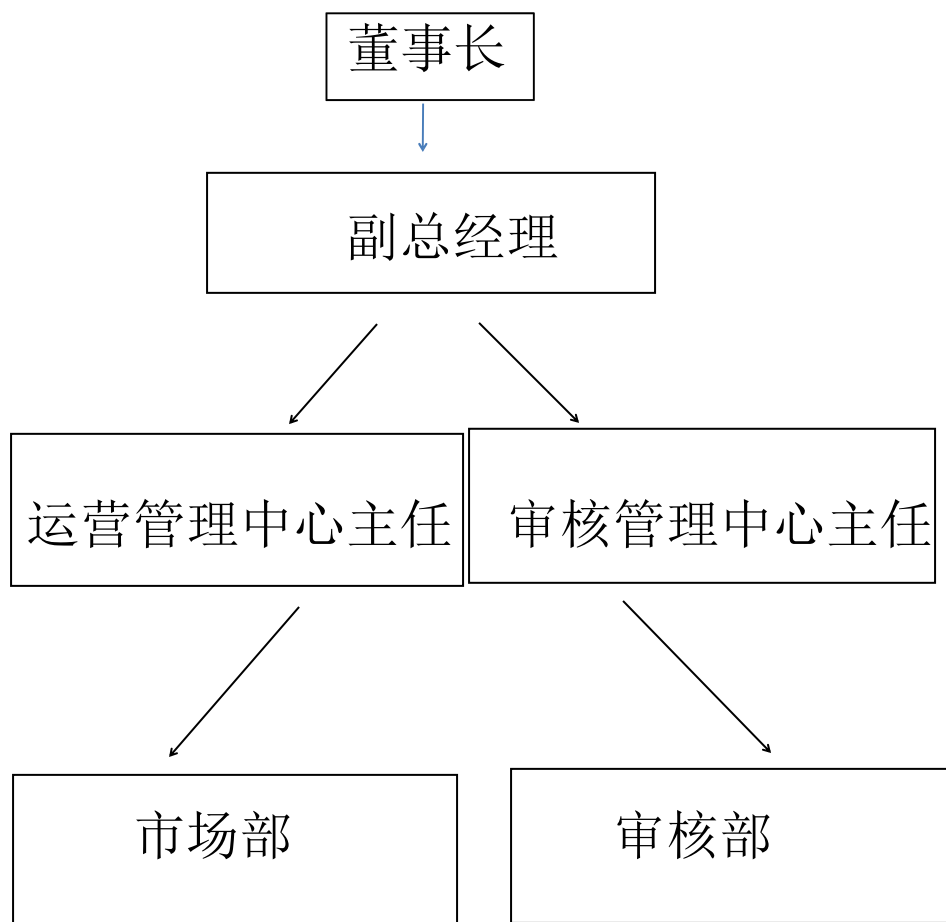 董事长
副总经理
运营管理中心主任
审核管理中心主任
市场部
审核部